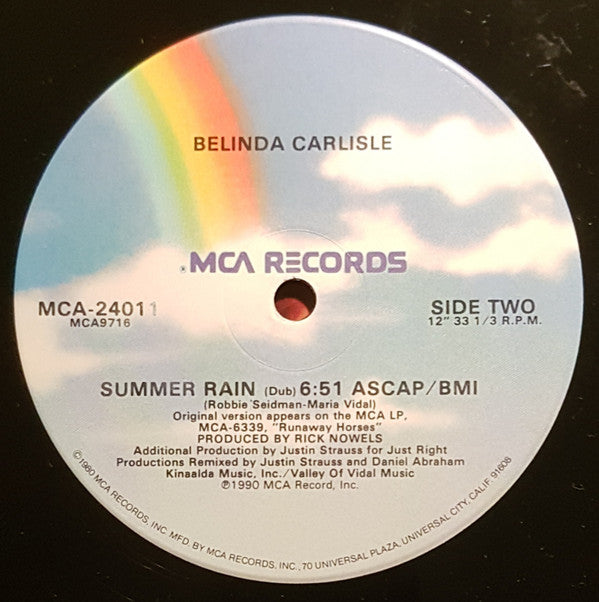 BELINDA CARLISLE
®MCA RECORDS
MCA-24011
MCA9716
SIDE TWO
12" 33 1/3 R.P.M.
SUMMER RAIN (Dub) 6:51 ASCAP/BMI
(Robbie Seidman-Maria Vidal)
Original version appears on the MCA LP,
MCA-6339, "Runaway Horses"
PRODUCED BY RICK NOWELS
Additional Production by Justin Strauss for Just Right
Productions Remixed by Justin Strauss and Daniel Abraham
Kinaalda Music, Inc./Valley Of Vidal Music
℗1990 MCA Record, Inc.
©1980 MCA RECORDS, INC. MFD. BY MCA RECORDS, INC., 70 UNIVERSAL PLAZA, UNIVERSAL CITY, CALIF. 91608